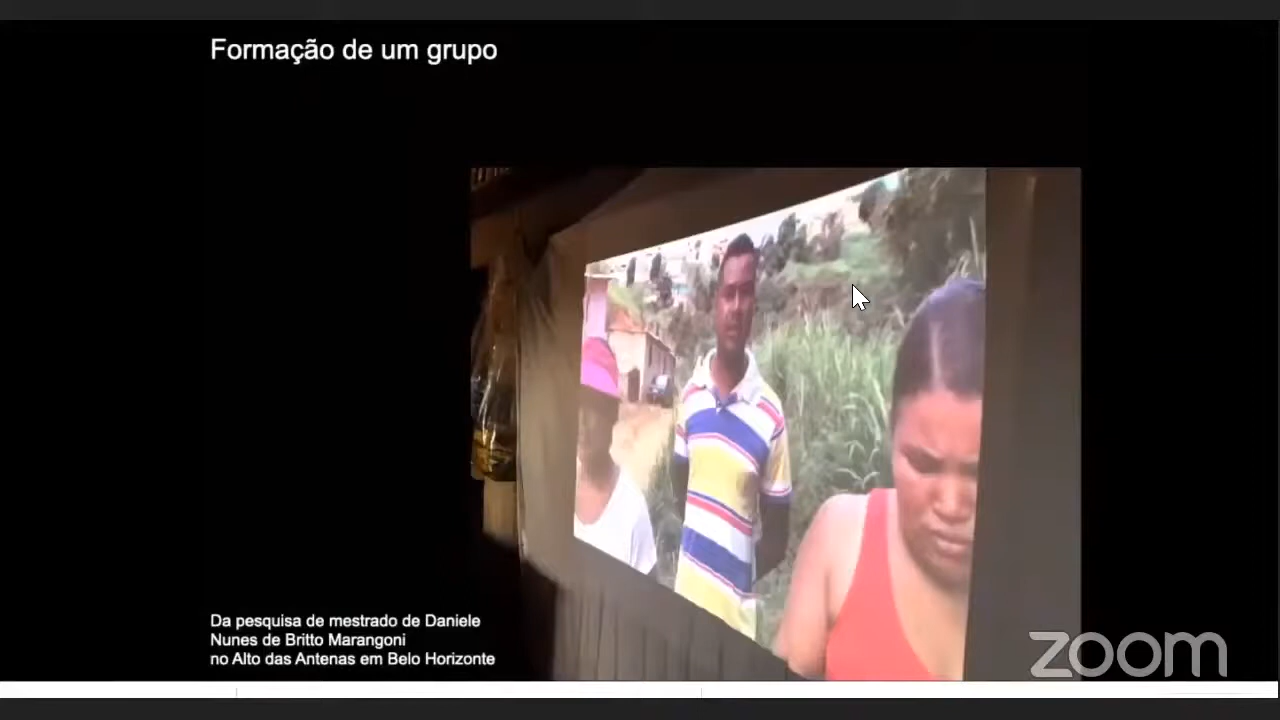 Formação de um grupo
Da pesquisa de mestrado de Daniele
Nunes de Britto Marangoni
no Alto das Antenas em Belo Horizonte
zoom